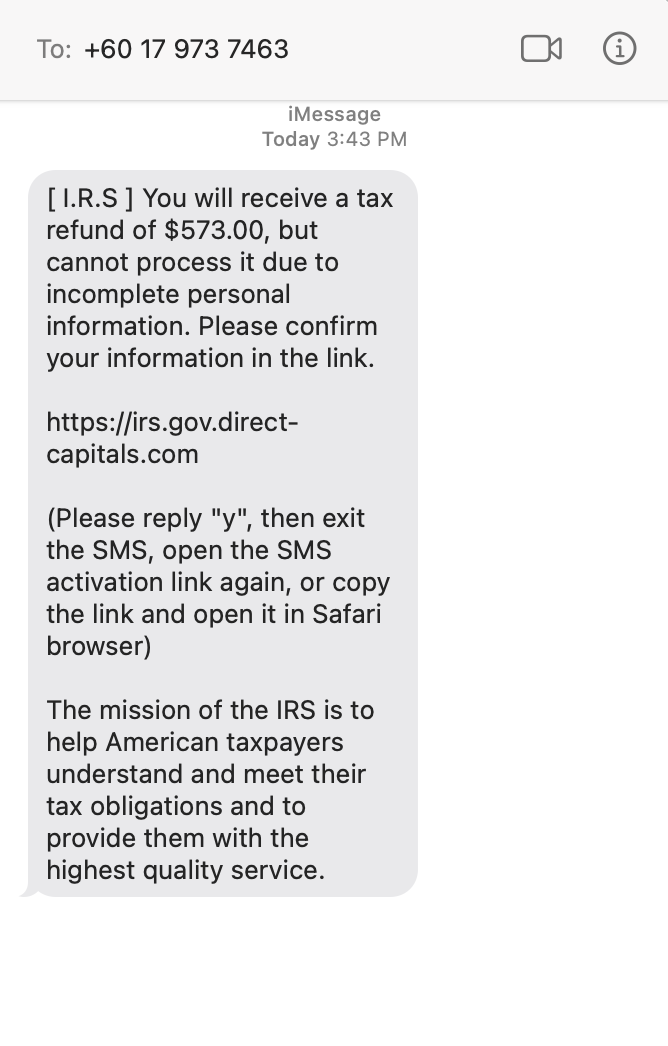 To: +60 17 973 7463
iMessage
Today 3:43 PM
[ I.R.S ] You will receive a tax
refund of $573.00, but
cannot process it due to
incomplete personal
information. Please confirm
your information in the link.
https://irs.gov.direct-
capitals.com
(Please reply "y", then exit
the SMS, open the SMS
activation link again, or copy
the link and open it in Safari
browser)
The mission of the IRS is to
help American taxpayers
understand and meet their
tax obligations and to
provide them with the
highest quality service.